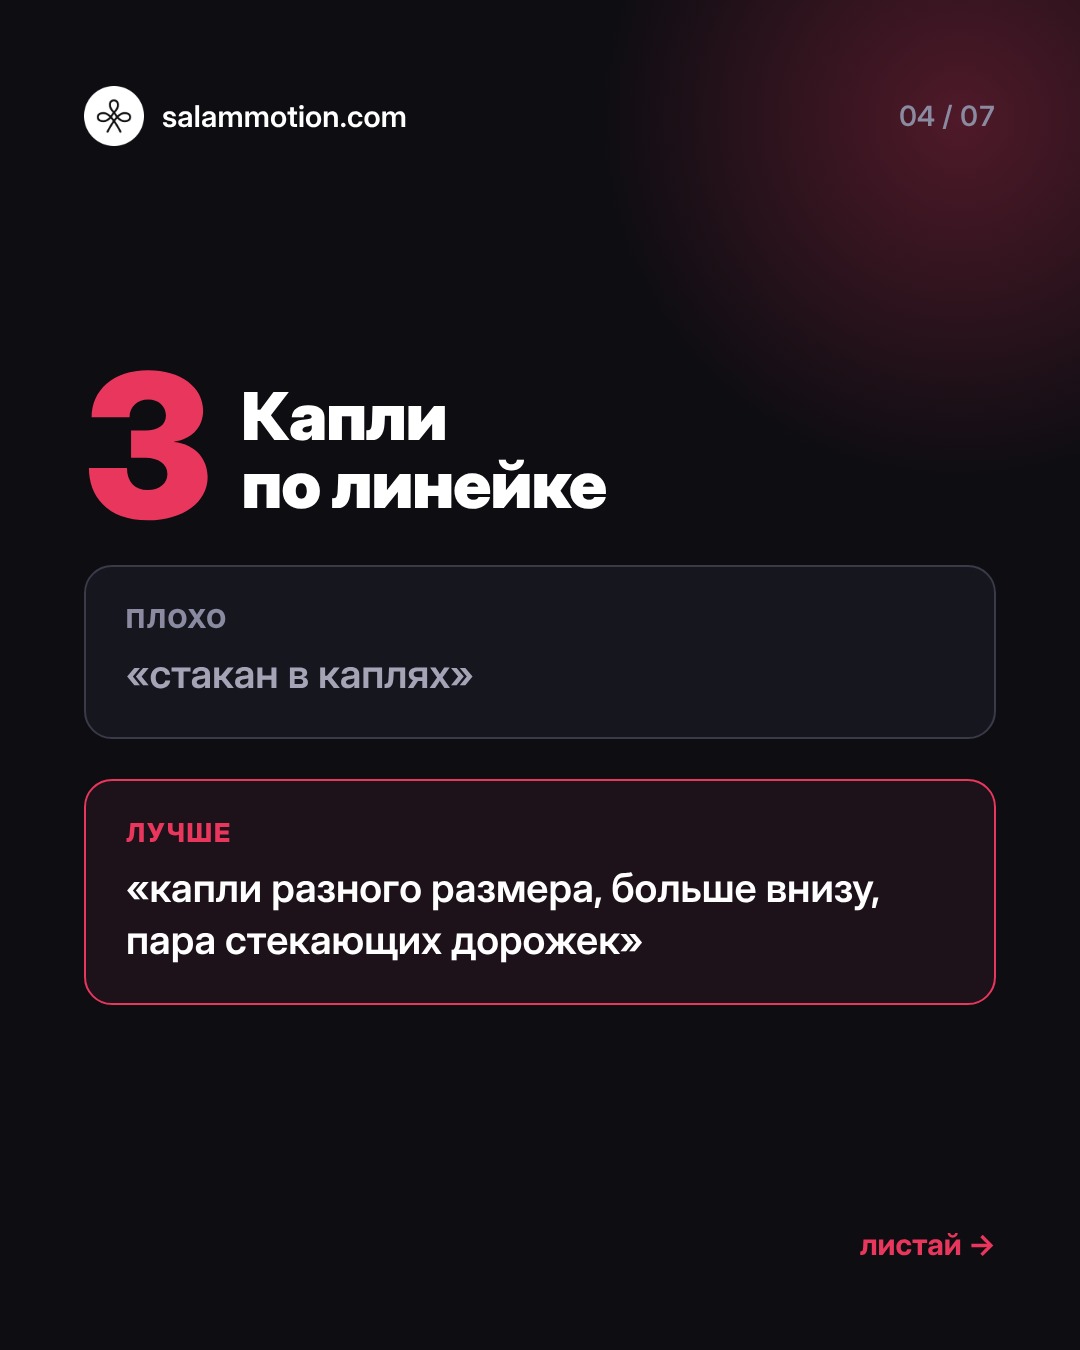 salammotion.com
04 / 07
3
Капли
по линейке
ПЛОХО
«стакан в каплях»
ЛУЧШЕ
«капли разного размера, больше внизу,
пара стекающих дорожек»
листай →